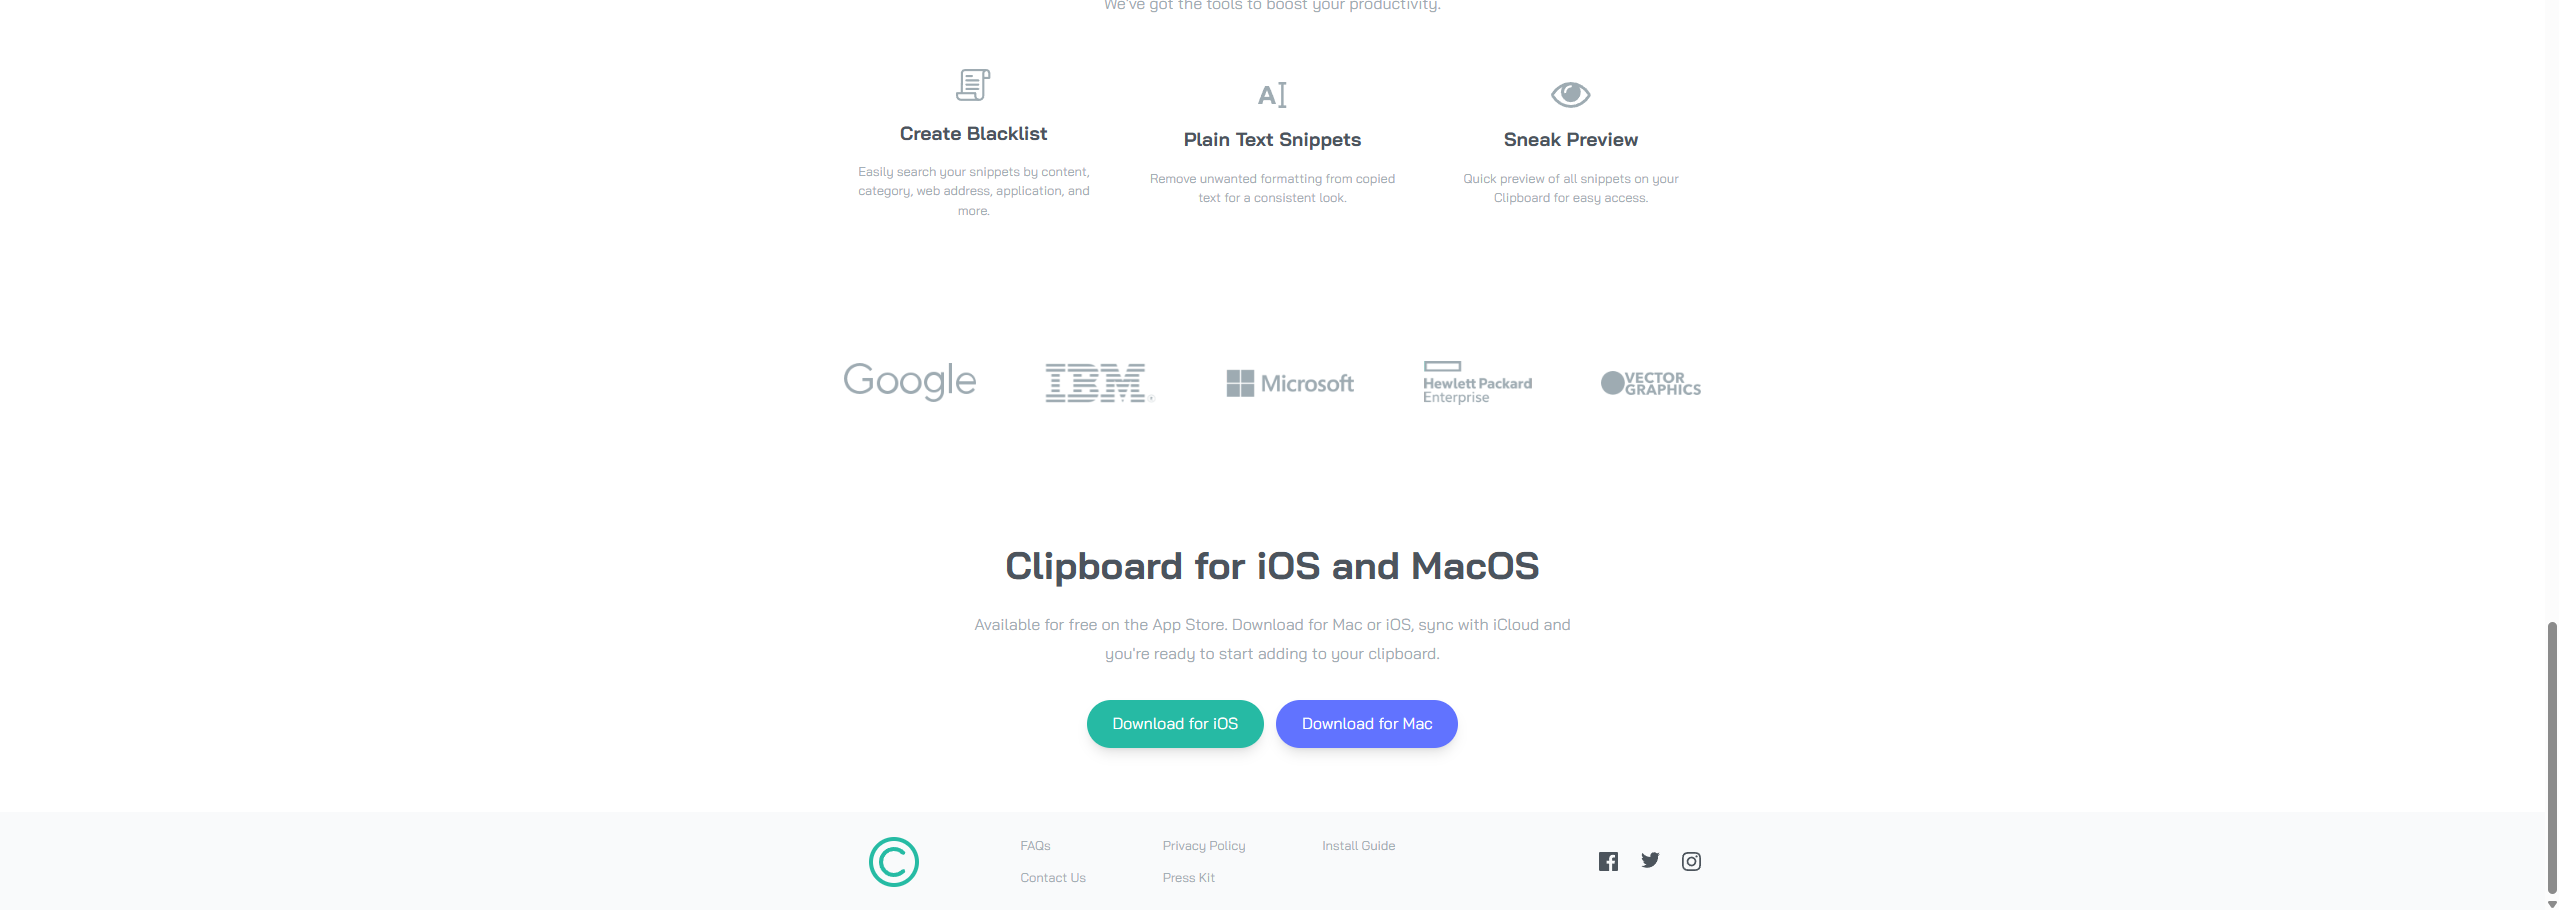 We've got the tools to boost your productivity.
Create Blacklist
Easily search your snippets by content,
category, web address, application, and
more.
A
Plain Text Snippets
Remove unwanted formatting from copied
text for a consistent look.
Sneak Preview
Quick preview of all snippets on your
Clipboard for easy access.
Google
IBM
Microsoft
Hewlett Packard
Enterprise
VECTOR
GRAPHICS
Clipboard for iOS and MacOS
Available for free on the App Store. Download for Mac or iOS, sync with iCloud and
you're ready to start adding to your clipboard.
Download for iOS
Download for Mac
C
FAQs
Contact Us
Privacy Policy
Press Kit
Install Guide